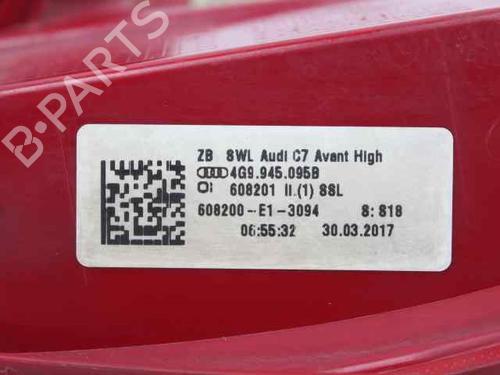 B-PARTS
ZB SWL Audi C7 Avant High
4G9.945.095B
608201 II.(1) SSL
608200-E1-3094 8: 818
06:55:32 30.03.2017